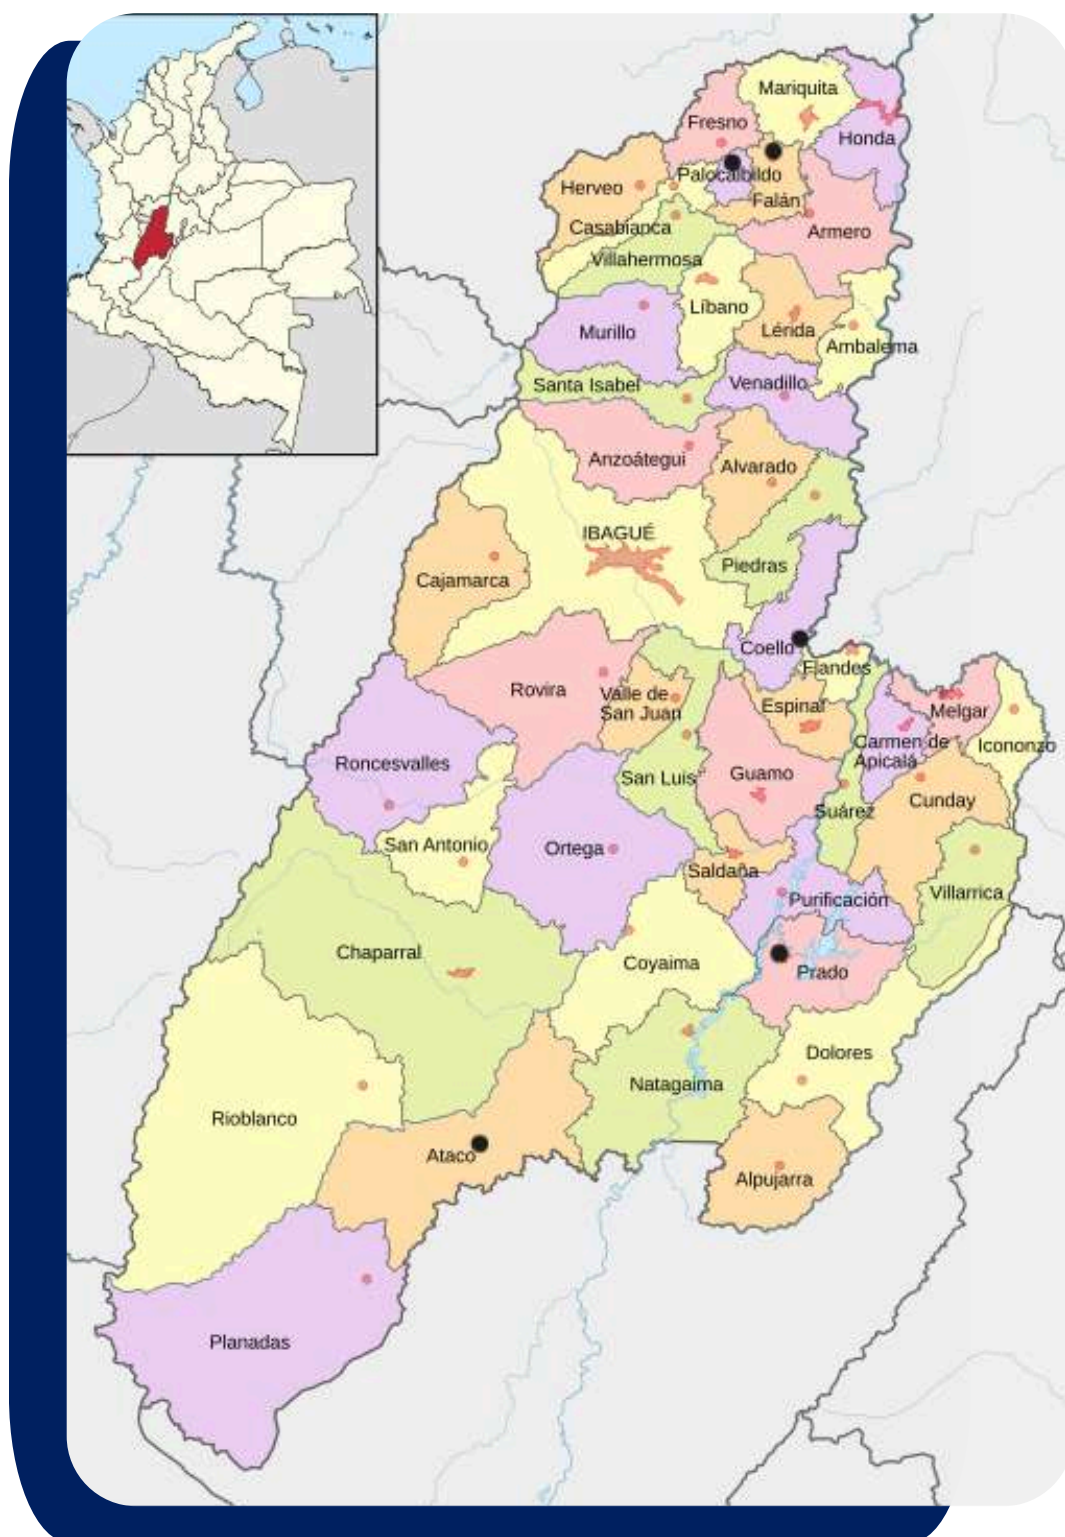 Mariquita
Fresno
Honda
Palocabildo
Herveo
Falán
Casabianca
Armero
Villahermosa
Líbano
Murillo
Lérida
Ambalema
Santa Isabel
Venadillo
Anzoátegui
Alvarado
IBAGUÉ
Piedras
Cajamarca
Coello
Flandes
Rovira
Valle de
San Juan
Espinal
Melgar
Carmen de
Apicalá
Icononzo
Roncesvalles
San Luis
Guamo
Suárez
Cunday
San Antonio
Ortega
Saldaña
Purificación
Villarrica
Chaparral
Coyaima
Prado
Dolores
Natagaima
Rioblanco
Ataco
Alpujarra
Planadas